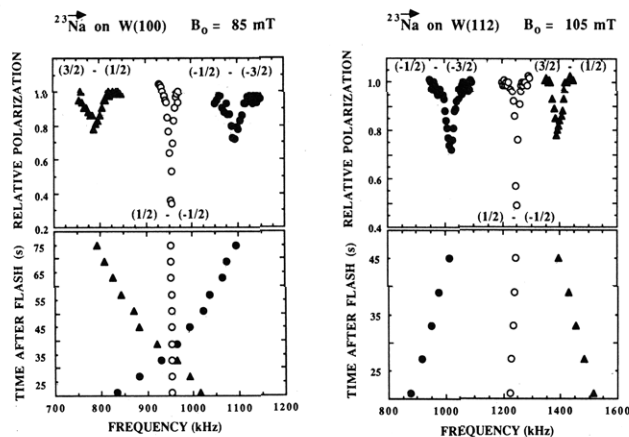 23Na on W(100) B₀ = 85 mT
(3/2) - (1/2) (-1/2) - (-3/2)
RELATIVE POLARIZATION
1.0
0.8
0.6
0.4
0.2
(1/2) - (-1/2)
TIME AFTER FLASH (s)
75
65
55
45
35
25
700 800 900 1000 1100 1200
FREQUENCY (kHz)
23Na on W(112) B₀ = 105 mT
(-1/2) - (-3/2) (3/2) - (1/2)
RELATIVE POLARIZATION
1.0
0.8
0.6
0.4
(1/2) - (-1/2)
TIME AFTER FLASH (s)
45
35
25
800 1000 1200 1400 1600
FREQUENCY (kHz)